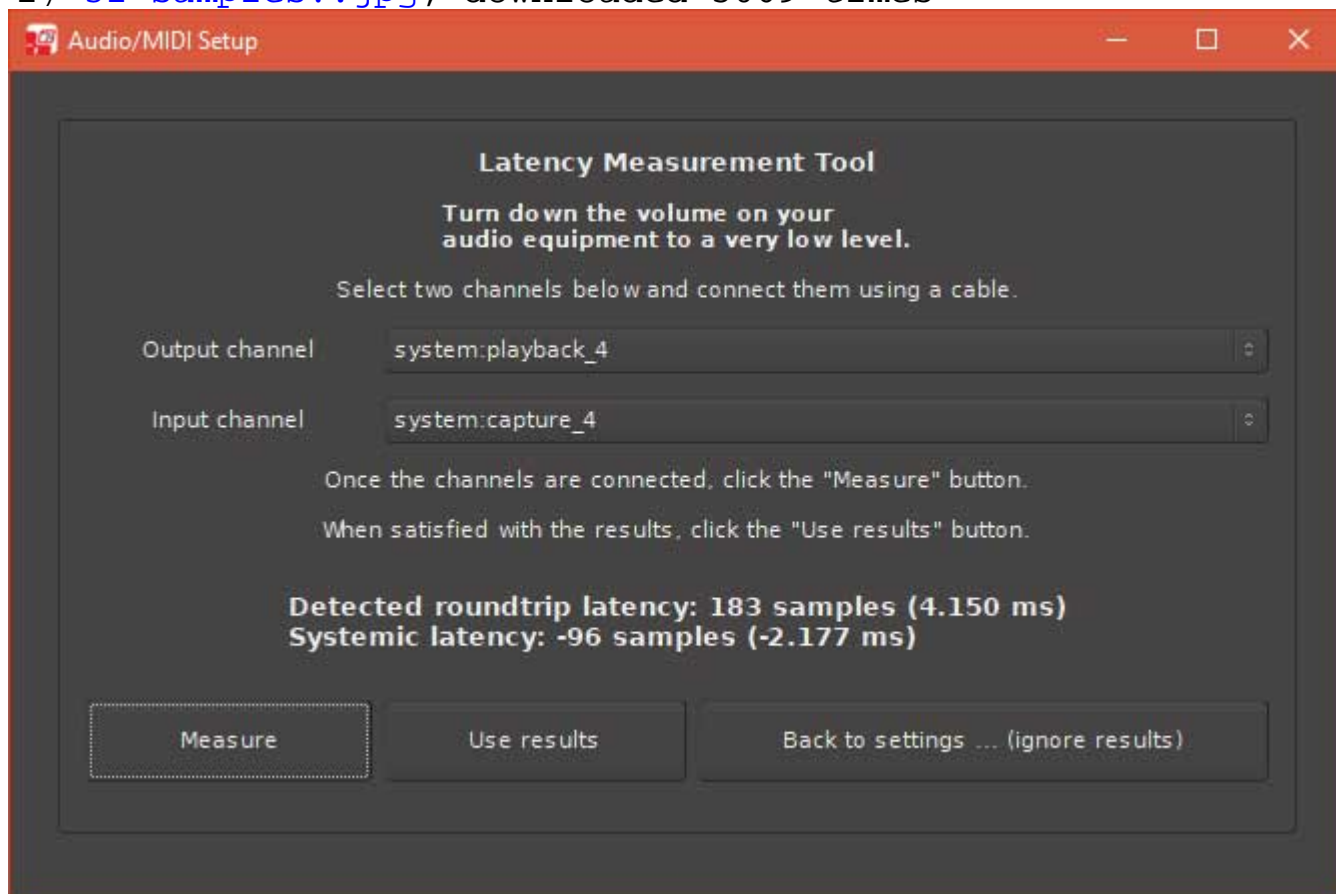 Audio/MIDI Setup
Latency Measurement Tool
Turn down the volume on your
audio equipment to a very low level.
Select two channels below and connect them using a cable.
Output channel system:playback_4
Input channel system:capture_4
Once the channels are connected, click the "Measure" button.
When satisfied with the results, click the "Use results" button.
Detected roundtrip latency: 183 samples (4.150 ms)
Systemic latency: -96 samples (-2.177 ms)
Measure Use results Back to settings ... (ignore results)